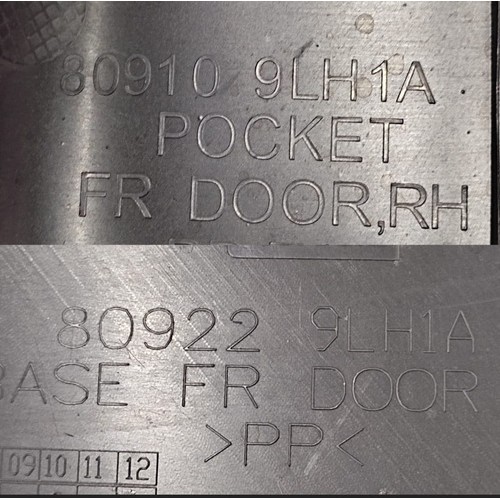 80910 9LH1A
POCKET
FR DOOR,RH
80922 9LH1A
BASE FR DOOR
>PP<
09 10 11 12